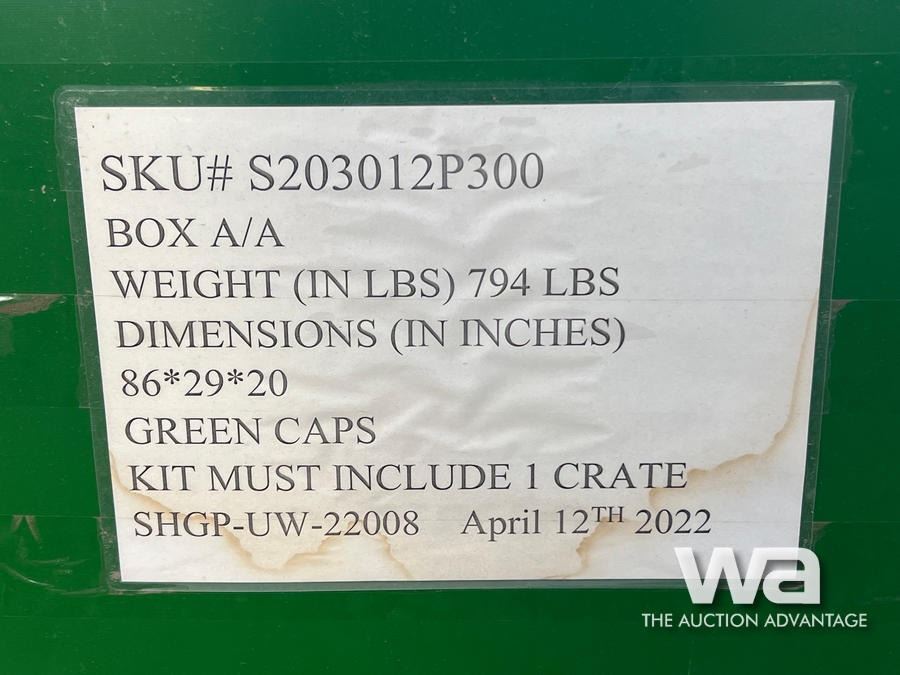 SKU# S203012P300
BOX A/A
WEIGHT (IN LBS) 794 LBS
DIMENSIONS (IN INCHES)
86*29*20
GREEN CAPS
KIT MUST INCLUDE 1 CRATE
SHGP-UW-22008 April 12TH 2022
wa
THE AUCTION ADVANTAGE